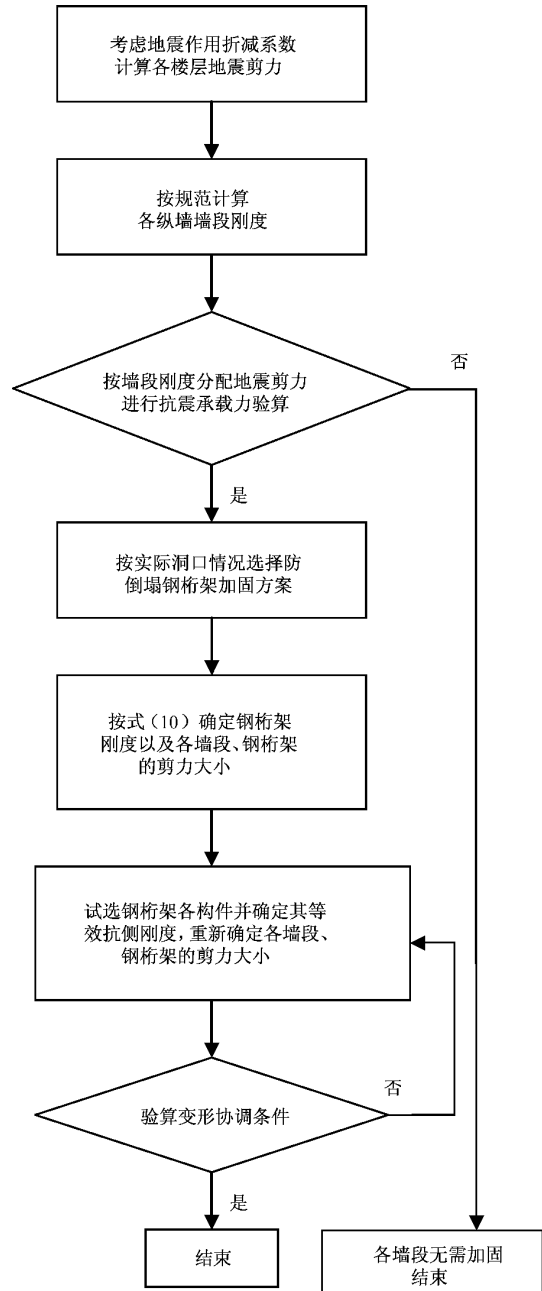 考虑地震作用折减系数
计算各楼层地震剪力
按规范计算
各纵墙墙段刚度
按墙段刚度分配地震剪力
进行抗震承载力验算
否
是
按实际洞口情况选择防
倒塌钢桁架加固方案
按式（10）确定钢桁架
刚度以及各墙段、钢桁架
的剪力大小
试选钢桁架各构件并确定其等
效抗侧刚度，重新确定各墙段、
钢桁架的剪力大小
验算变形协调条件
否
是
结束
各墙段无需加固
结束